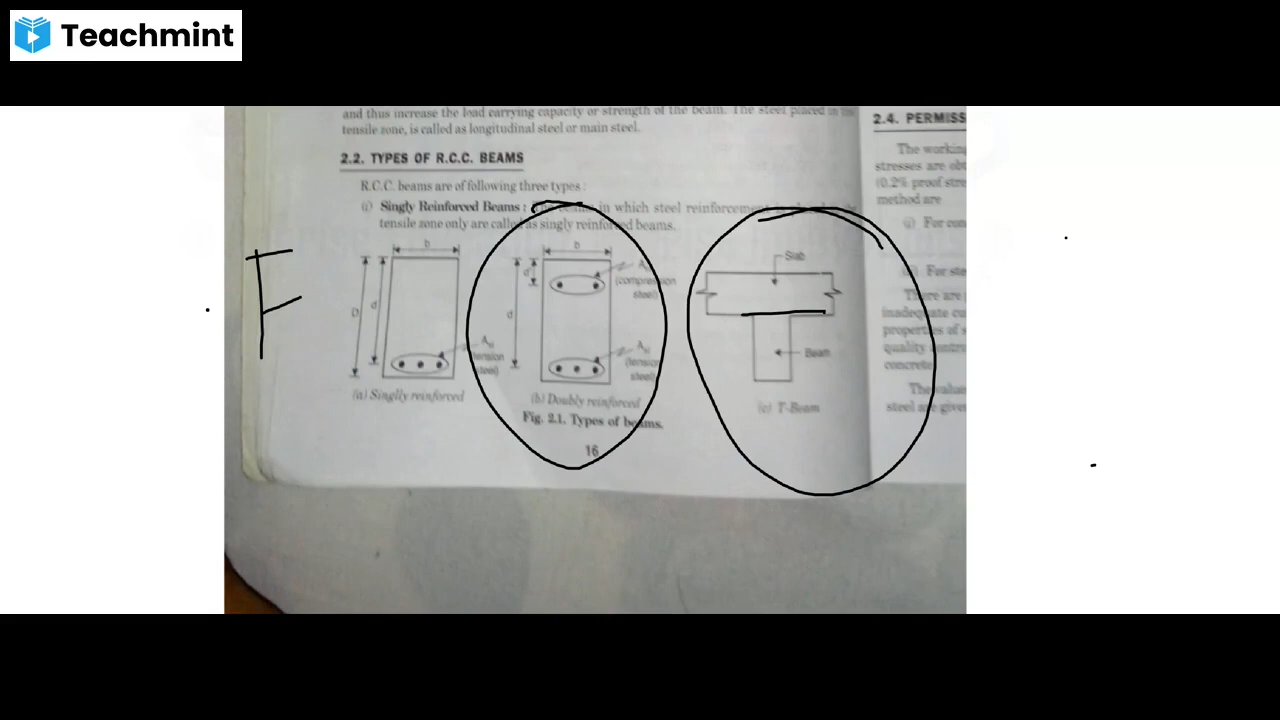 Teachmint
and thus increase the load carrying capacity or strength of the beam. The steel placed in the
tensile zone, is called as longitudinal steel or main steel.
2.2. TYPES OF R.C.C. BEAMS
R.C.C. beams are of following three types :
(i) Singly Reinforced Beams : The beams in which steel reinforcement
tensile zone only are called as singly reinforced beams.
F
b
D
d
(tension
steel)
(a) Singlly reinforced
b
d'
d
(compression
steel)
(tension
steel)
(b) Doubly reinforced
Slab
Beam
(c) T-Beam
Fig. 2.1. Types of beams.
16
2.4. PERMISS
The working
stresses are obt
(0.2% proof stre
method are
(i) For con
For ste
There are
inadequate cu
properties of s
quality contro
concrete
The value
steel are given